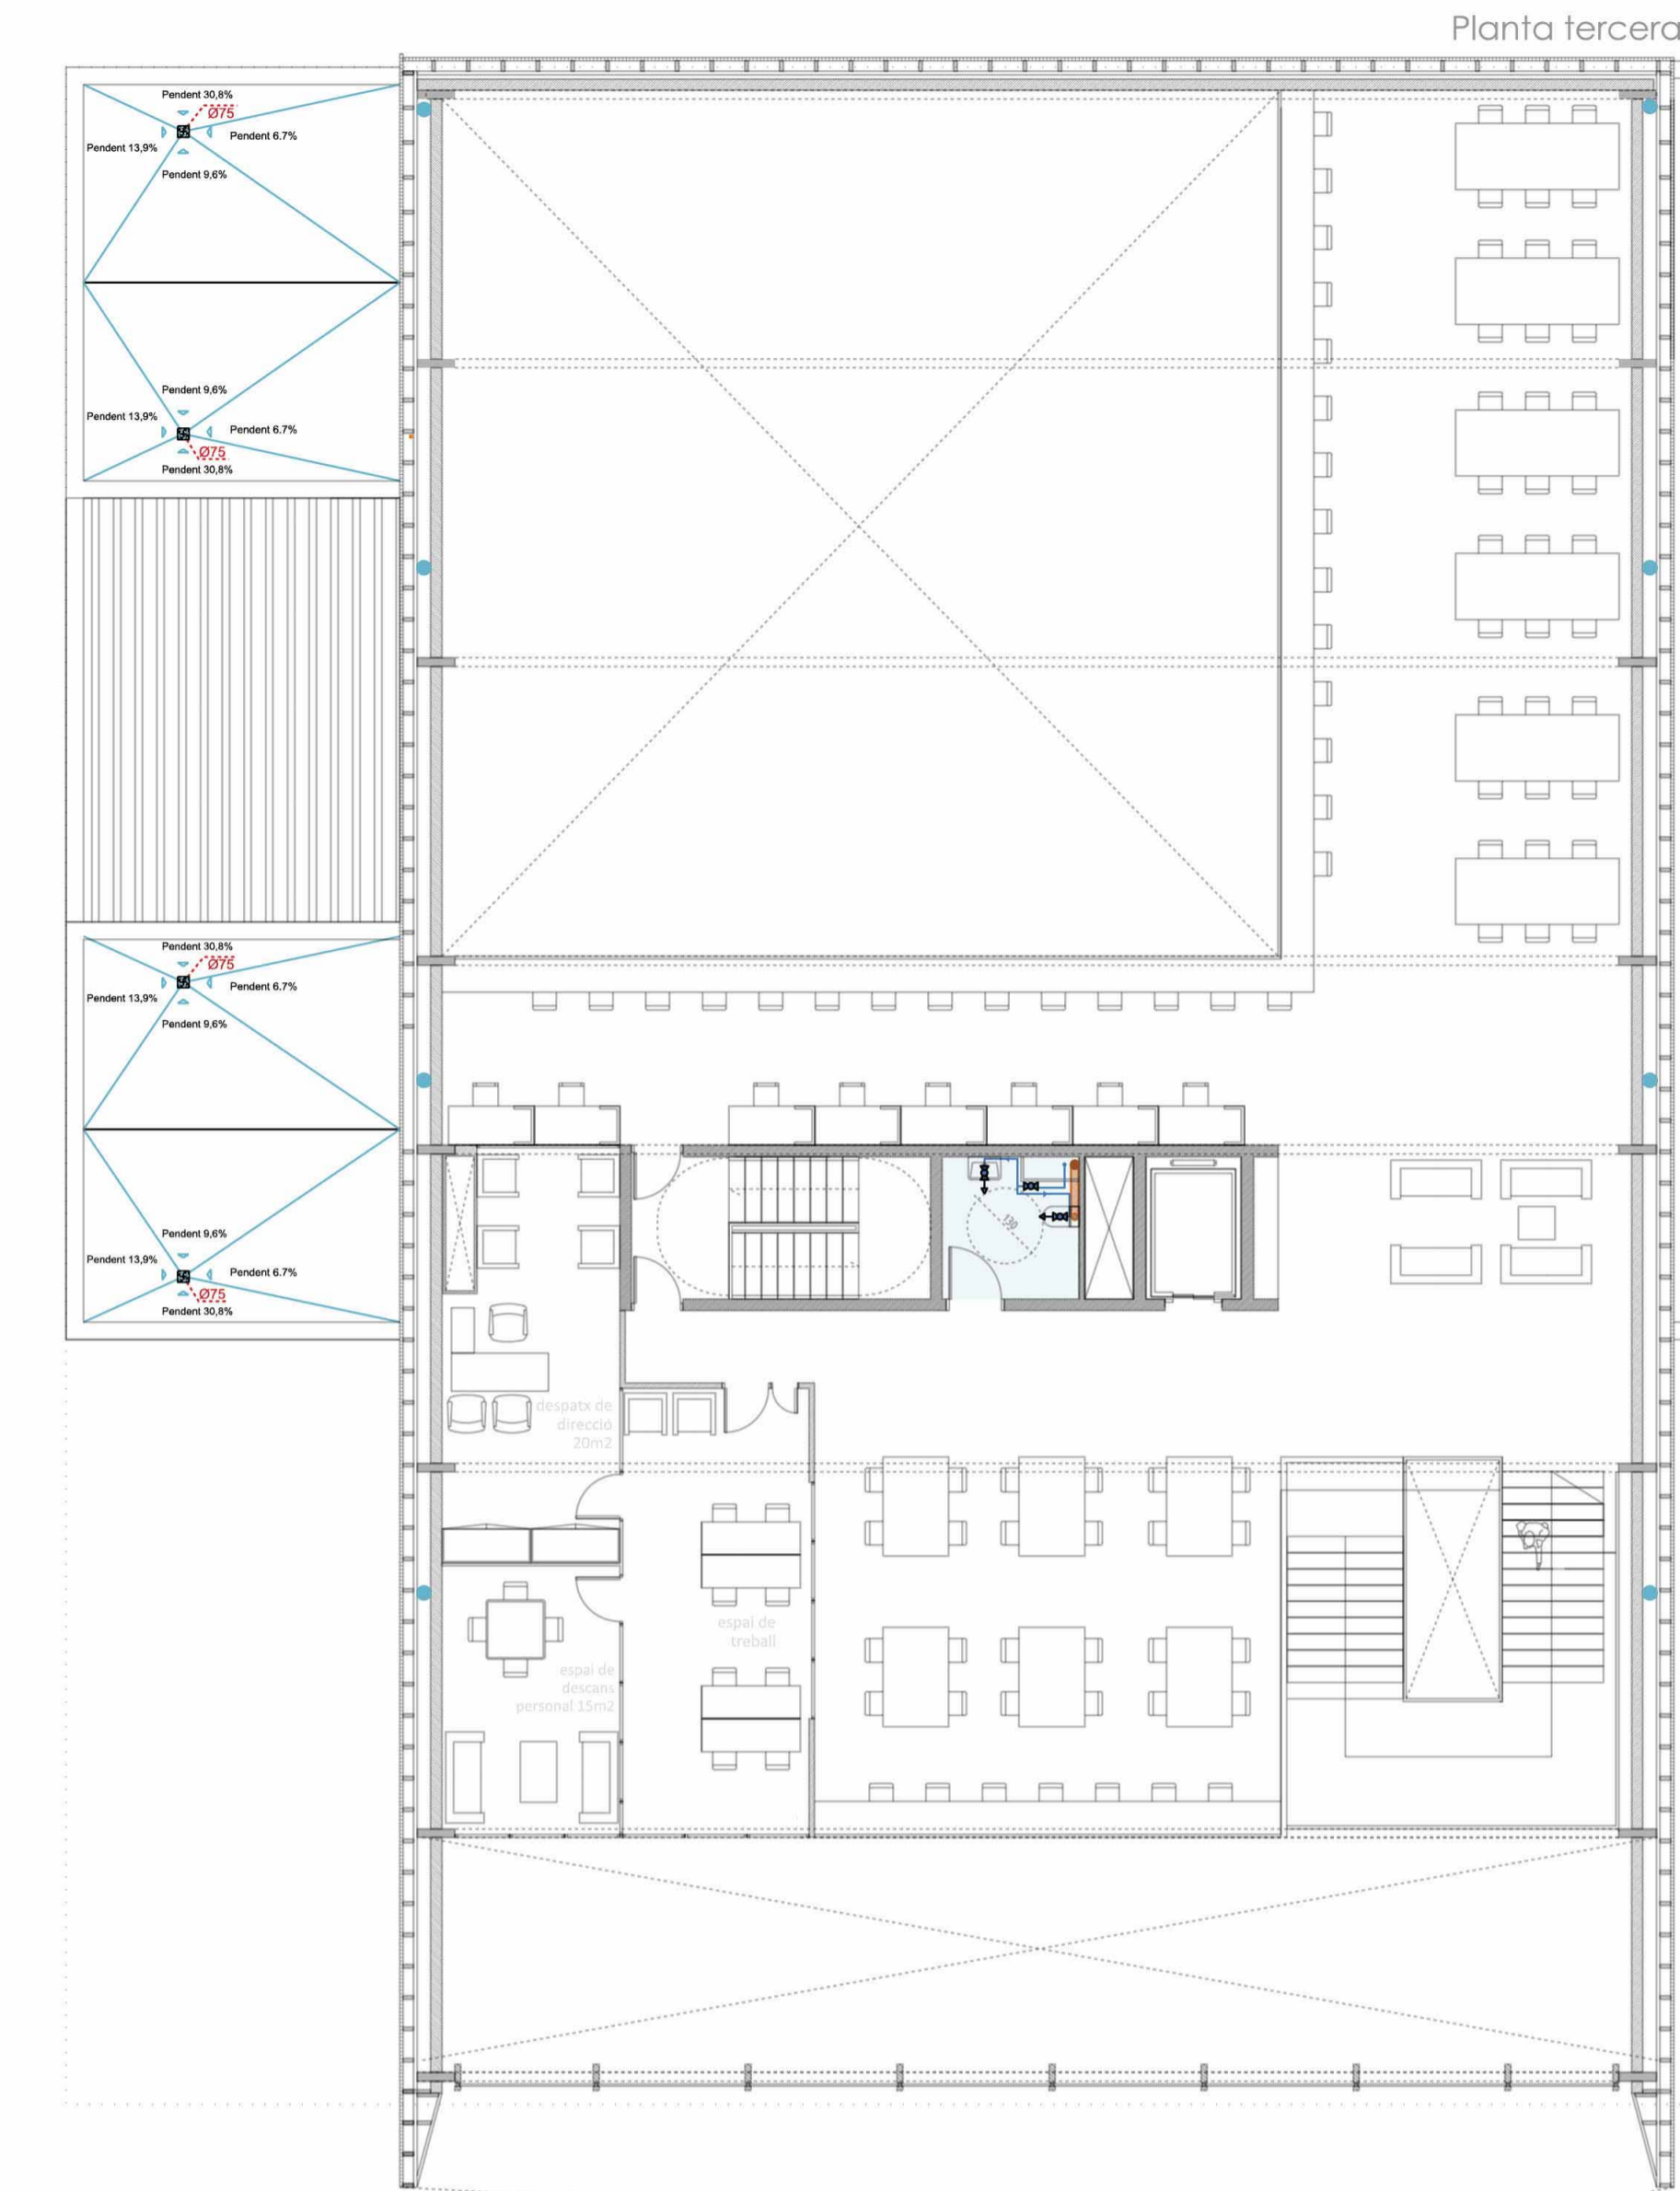 Planta tercera
Pendent 30,8%
Ø75
Pendent 6.7%
Pendent 13,9%
Pendent 9,6%
Pendent 9,6%
Pendent 13,9%
Pendent 6.7%
Ø75
Pendent 30,8%
Pendent 30,8%
Ø75
Pendent 6.7%
Pendent 13,9%
Pendent 9,6%
130
Pendent 9,6%
Pendent 13,9%
Pendent 6.7%
Ø75
Pendent 30,8%
despatx de
direcció
20m2
espai de
treball
espai de
descans
personal 15m2